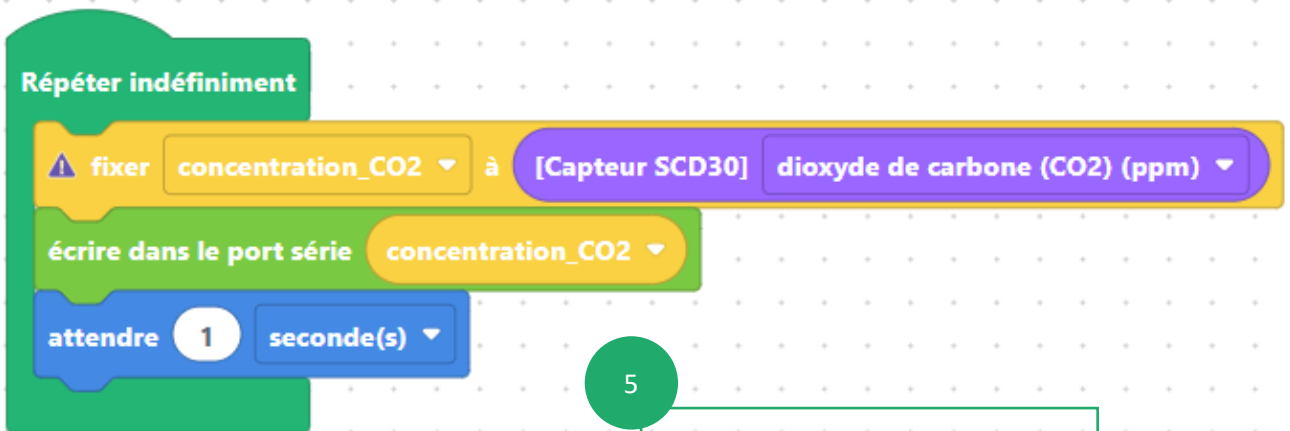 Répéter indéfiniment
fixer concentration_CO2 à [Capteur SCD30] dioxyde de carbone (CO2) (ppm)
écrire dans le port série concentration_CO2
attendre 1 seconde(s)
5